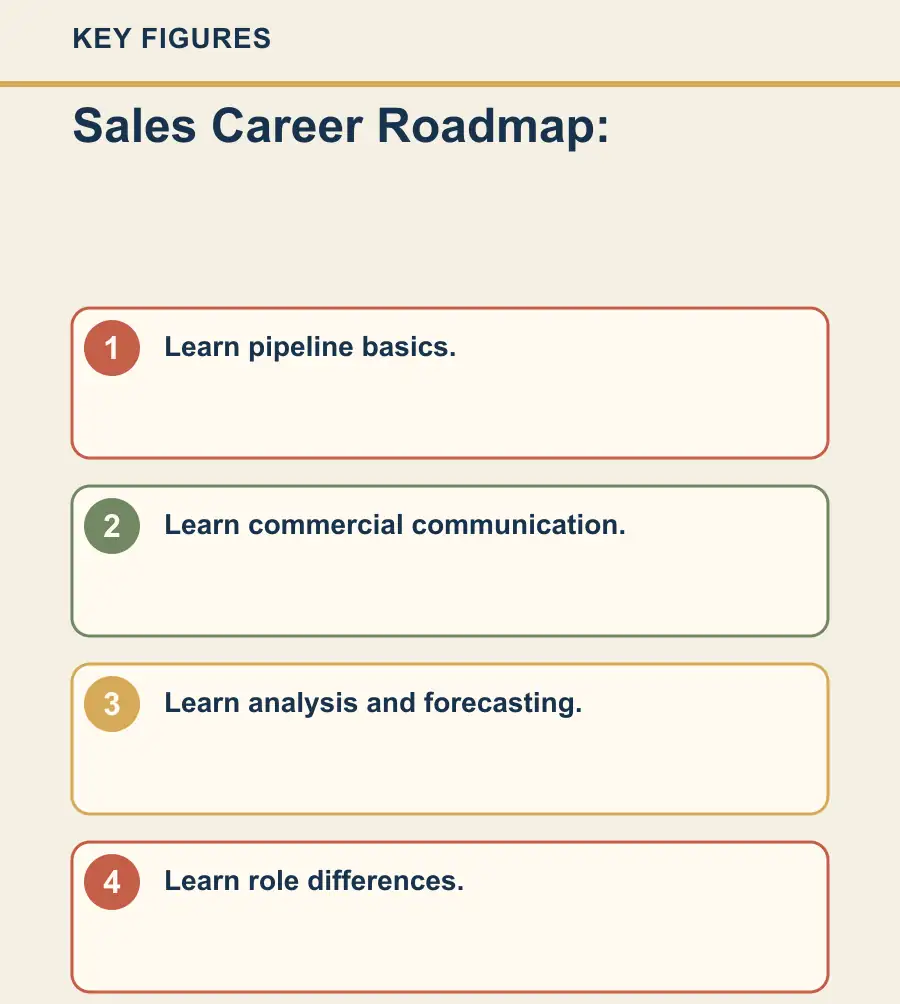 KEY FIGURES
Sales Career Roadmap:
1 Learn pipeline basics.
2 Learn commercial communication.
3 Learn analysis and forecasting.
4 Learn role differences.